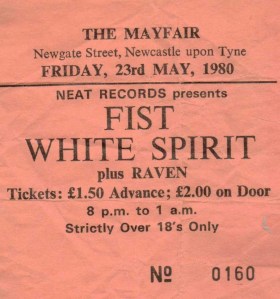 THE MAYFAIR
Newgate Street, Newcastle upon Tyne
FRIDAY, 23rd MAY, 1980
NEAT RECORDS presents
FIST
WHITE SPIRIT
plus RAVEN
Tickets: £1.50 Advance; £2.00 on Door
8 p.m. to 1 a.m.
Strictly Over 18's Only
Nº 0160